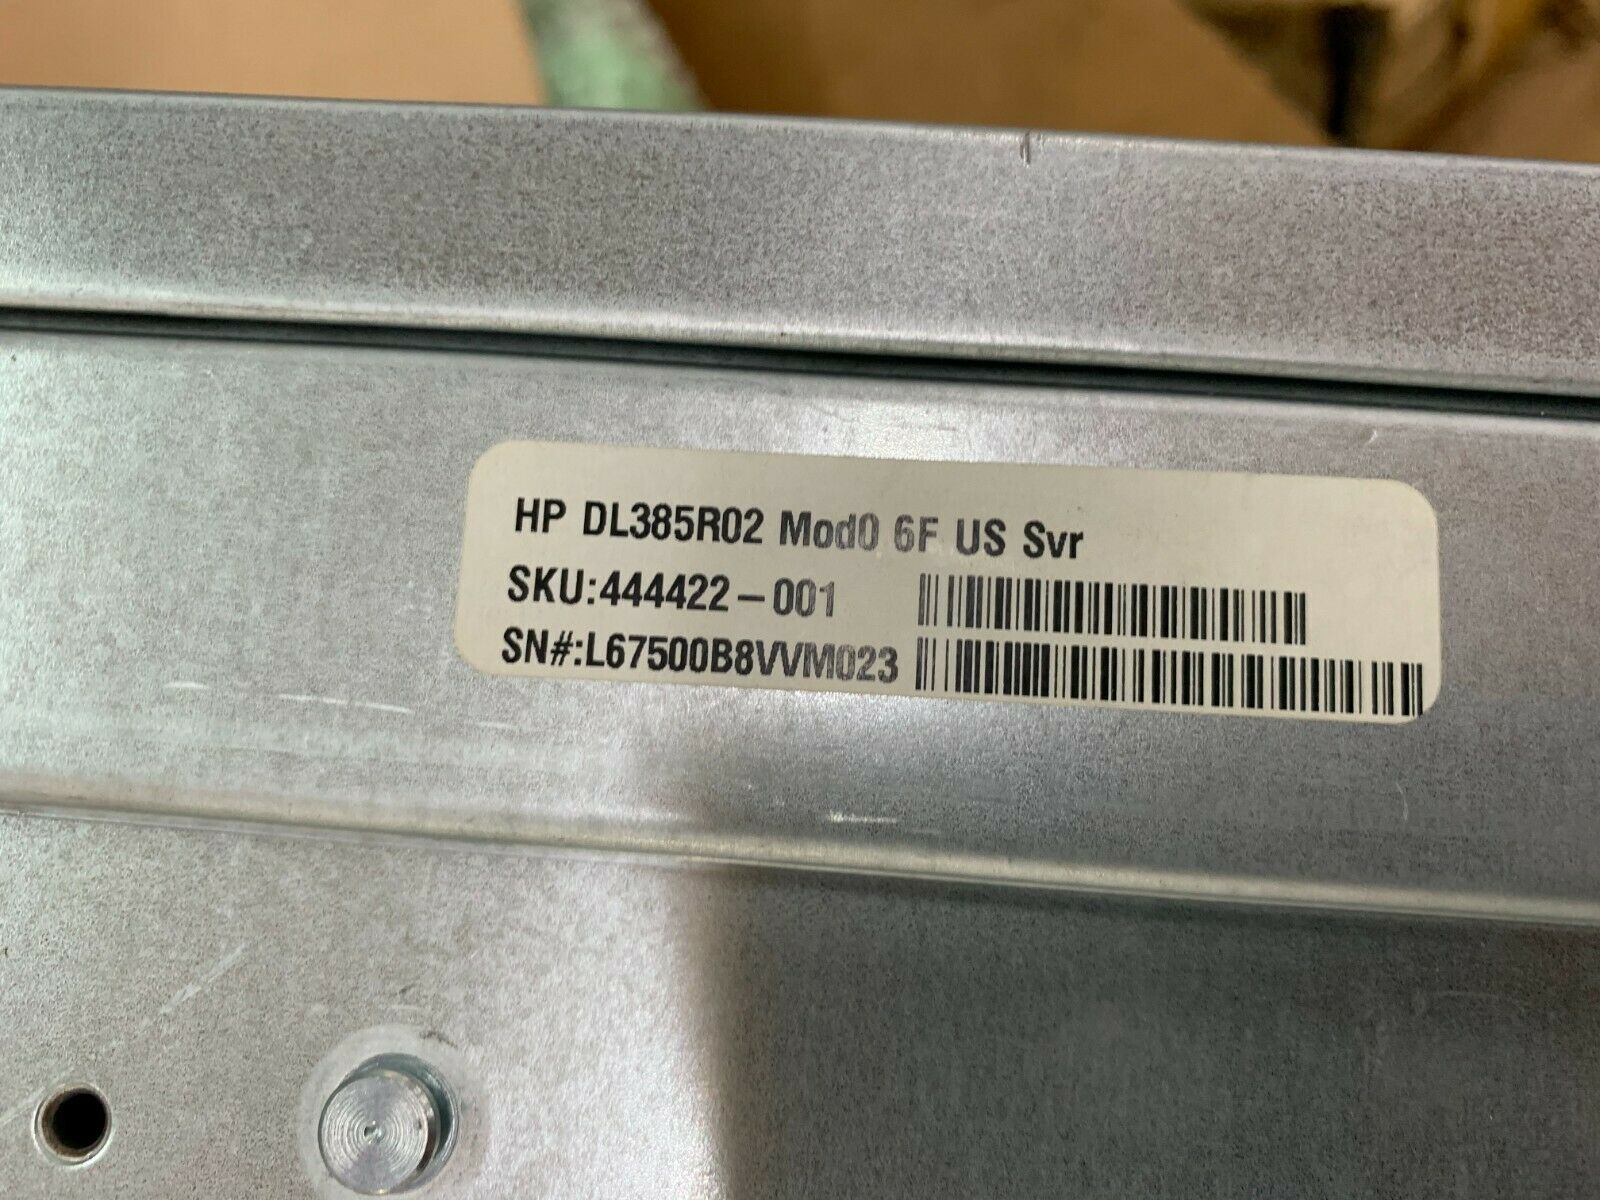 HP DL385R02 Mod0 6F US Svr
SKU:444422-001
SN#:L67500B8VVM023